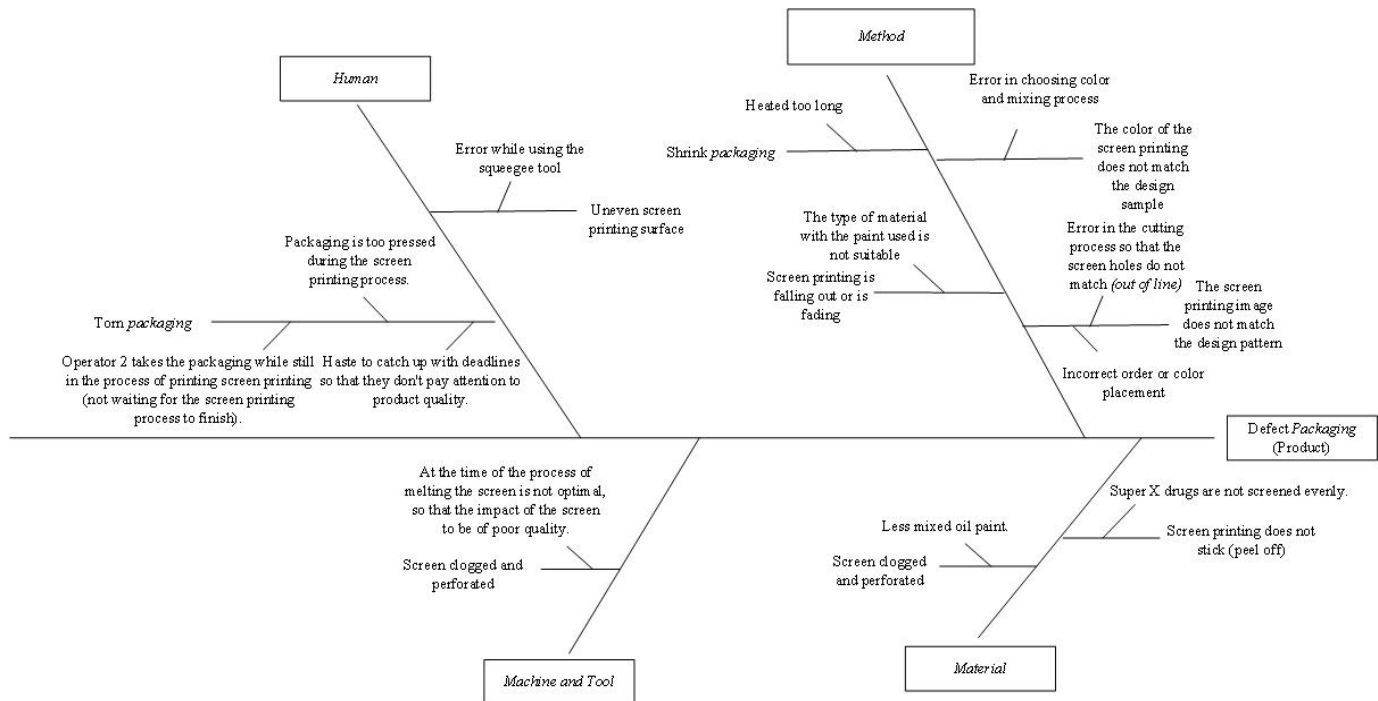 Human
Method
Error while using the
squeegee tool
Uneven screen
printing surface
Packaging is too pressed
during the screen
printing process.
Torn packaging
Operator 2 takes the packaging while still
in the process of printing screen printing
(not waiting for the screen printing
process to finish).
Haste to catch up with deadlines
so that they don't pay attention to
product quality.
Heated too long
Shrink packaging
Error in choosing color
and mixing process
The color of the
screen printing
does not match
the design
sample
The type of material
with the paint used is
not suitable
Screen printing is
falling out or is
fading
Error in the cutting
process so that the
screen holes do not
match (out of line)
The screen
printing image
does not match
the design pattern
Incorrect order or color
placement
Defect Packaging
(Product)
At the time of the process of
melting the screen is not optimal,
so that the impact of the screen
to be of poor quality.
Screen clogged and
perforated
Less mixed oil paint.
Screen clogged
and perforated
Super X drugs are not screened evenly.
Screen printing does not
stick (peel off)
Machine and Tool
Material